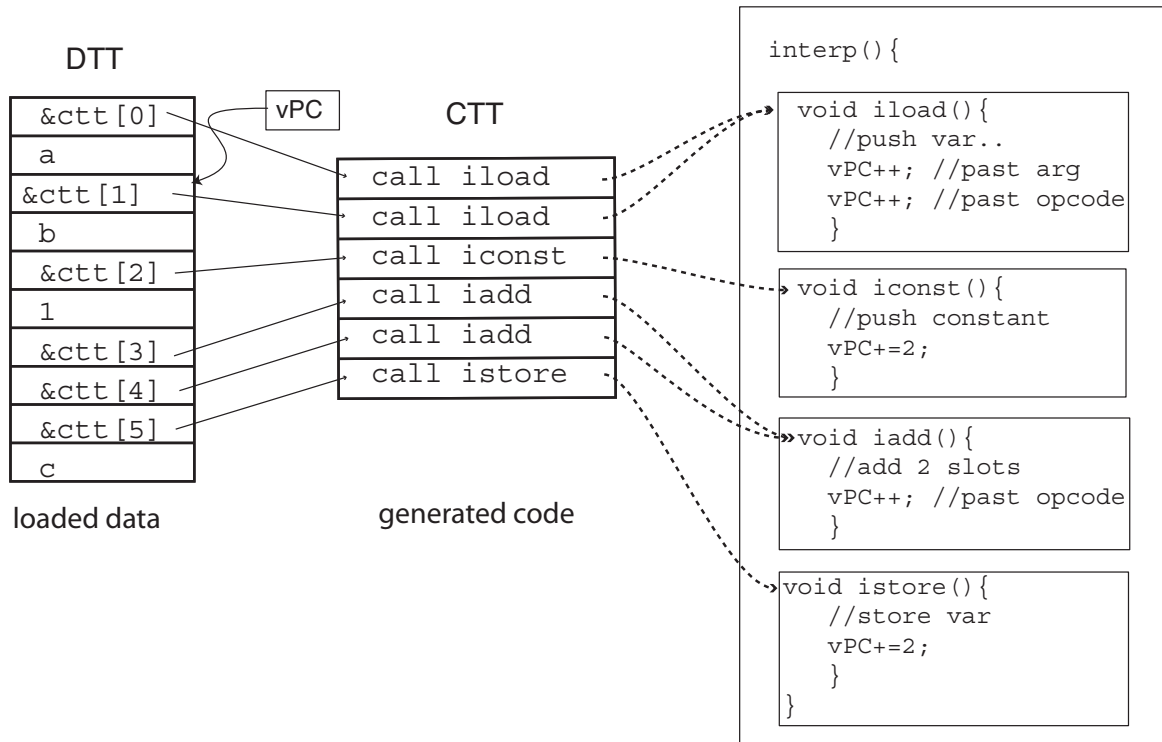 DTT
&ctt[0]
a
&ctt[1]
b
&ctt[2]
1
&ctt[3]
&ctt[4]
&ctt[5]
c
loaded data
vPC
CTT
call iload
call iload
call iconst
call iadd
call iadd
call istore
generated code
interp(){
void iload(){
//push var..
vPC++; //past arg
vPC++; //past opcode
}
void iconst(){
//push constant
vPC+=2;
}
void iadd(){
//add 2 slots
vPC++; //past opcode
}
void istore(){
//store var
vPC+=2;
}
}